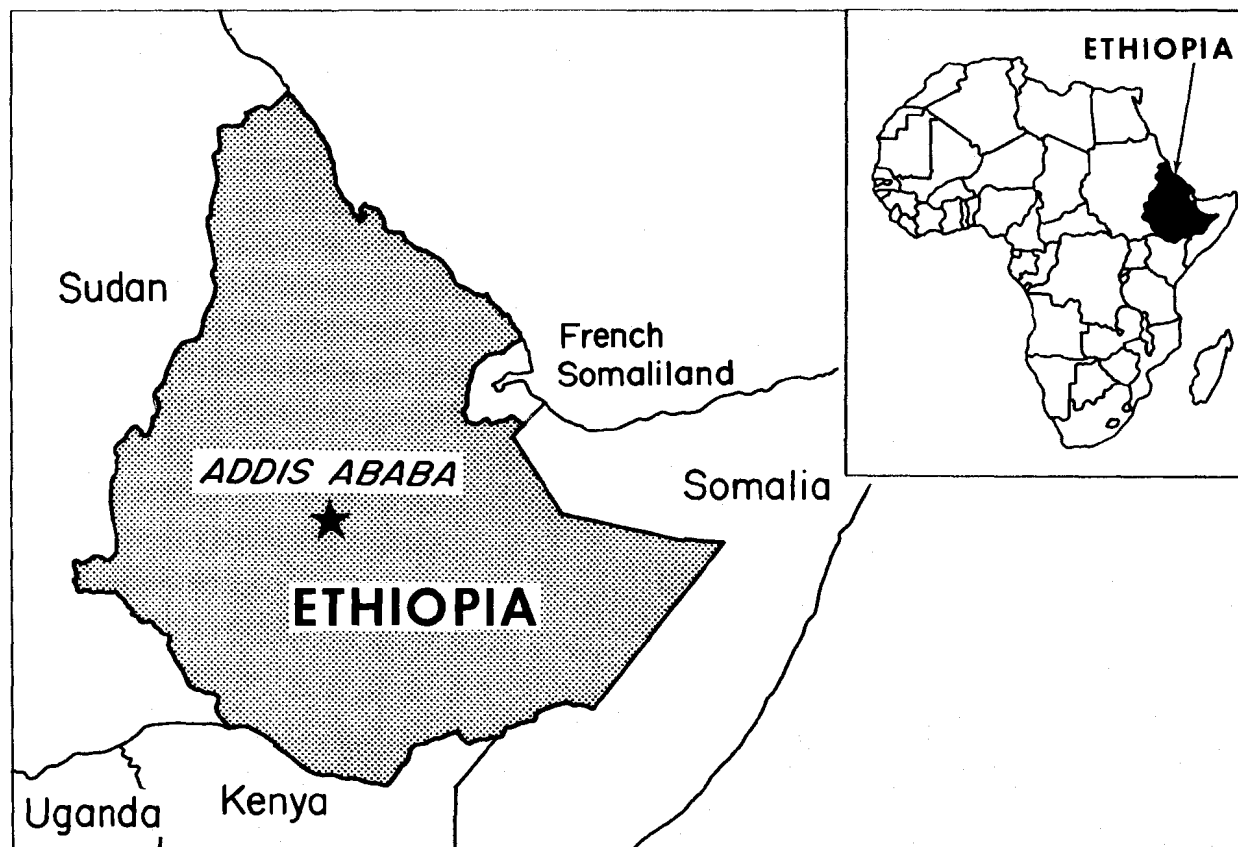 ETHIOPIA
Sudan
French
Somaliland
ADDIS ABABA
Somalia
ETHIOPIA
Uganda
Kenya